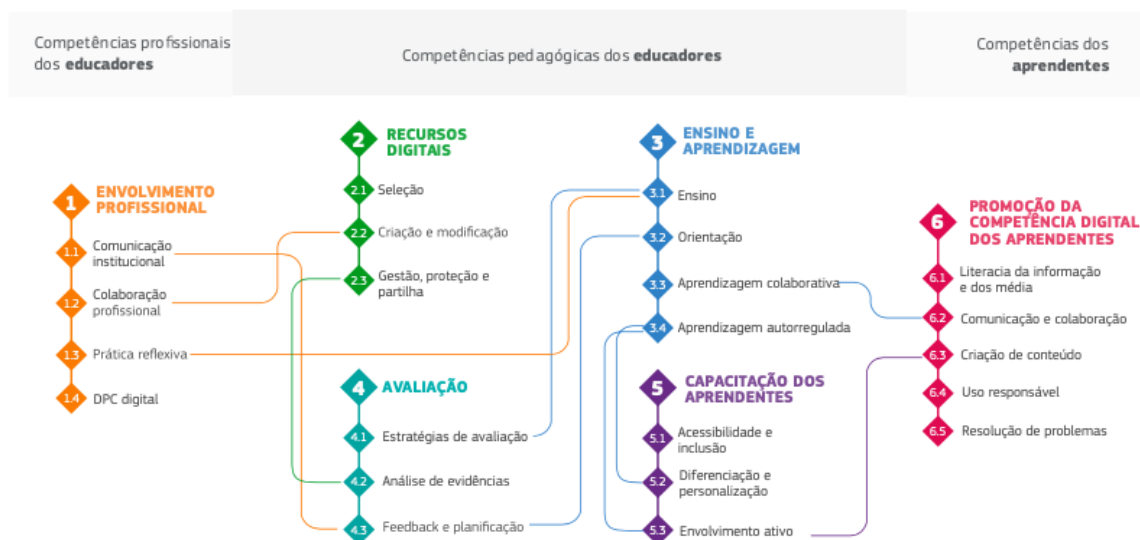 Competências profissionais
dos educadores
Competências pedagógicas dos educadores
Competências dos
aprendentes
1
ENVOLVIMENTO
PROFISSIONAL
1.1
Comunicação
institucional
1.2
Colaboração
profissional
1.3
Prática reflexiva
1.4
DPC digital
2
RECURSOS
DIGITAIS
2.1
Seleção
2.2
Criação e modificação
2.3
Gestão, proteção e
partilha
4
AVALIAÇÃO
4.1
Estratégias de avaliação
4.2
Análise de evidências
4.3
Feedback e planificação
3
ENSINO E
APRENDIZAGEM
3.1
Ensino
3.2
Orientação
3.3
Aprendizagem colaborativa
3.4
Aprendizagem autorregulada
5
CAPACITAÇÃO DOS
APRENDENTES
5.1
Acessibilidade e
inclusão
5.2
Diferenciação e
personalização
5.3
Envolvimento ativo
6
PROMOÇÃO DA
COMPETÊNCIA DIGITAL
DOS APRENDENTES
6.1
Literacia da informação
e dos média
6.2
Comunicação e colaboração
6.3
Criação de conteúdo
6.4
Uso responsável
6.5
Resolução de problemas